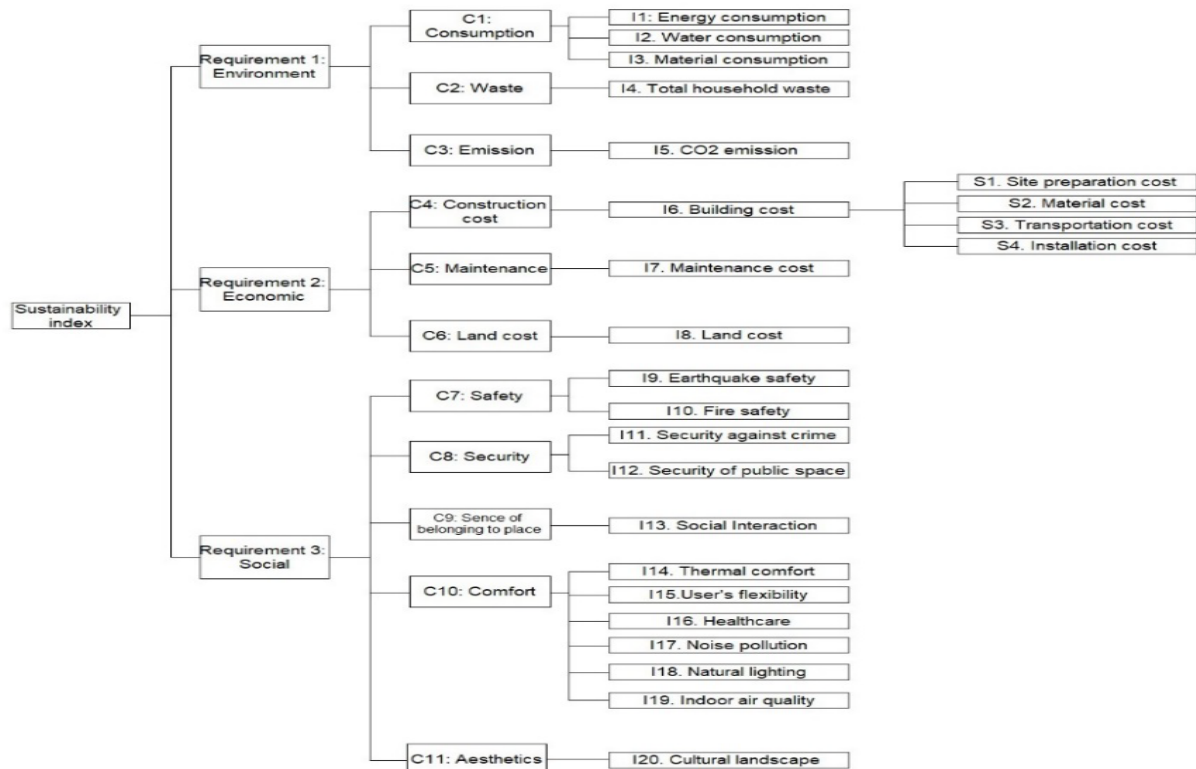 C1:
Consumption
I1: Energy consumption
I2. Water consumption
I3. Material consumption
Requirement 1:
Environment
C2: Waste
I4. Total household waste
C3: Emission
I5. CO2 emission
C4: Construction
cost
I6. Building cost
S1. Site preparation cost
S2. Material cost
S3. Transportation cost
S4. Installation cost
Sustainability
index
Requirement 2:
Economic
C5: Maintenance
I7. Maintenance cost
C6: Land cost
I8. Land cost
C7: Safety
I9. Earthquake safety
I10. Fire safety
C8: Security
I11. Security against crime
I12. Security of public space
Requirement 3:
Social
C9: Sence of
belonging to place
I13. Social Interaction
C10: Comfort
I14. Thermal comfort
I15.User's flexibility
I16. Healthcare
I17. Noise pollution
I18. Natural lighting
I19. Indoor air quality
C11: Aesthetics
I20. Cultural landscape